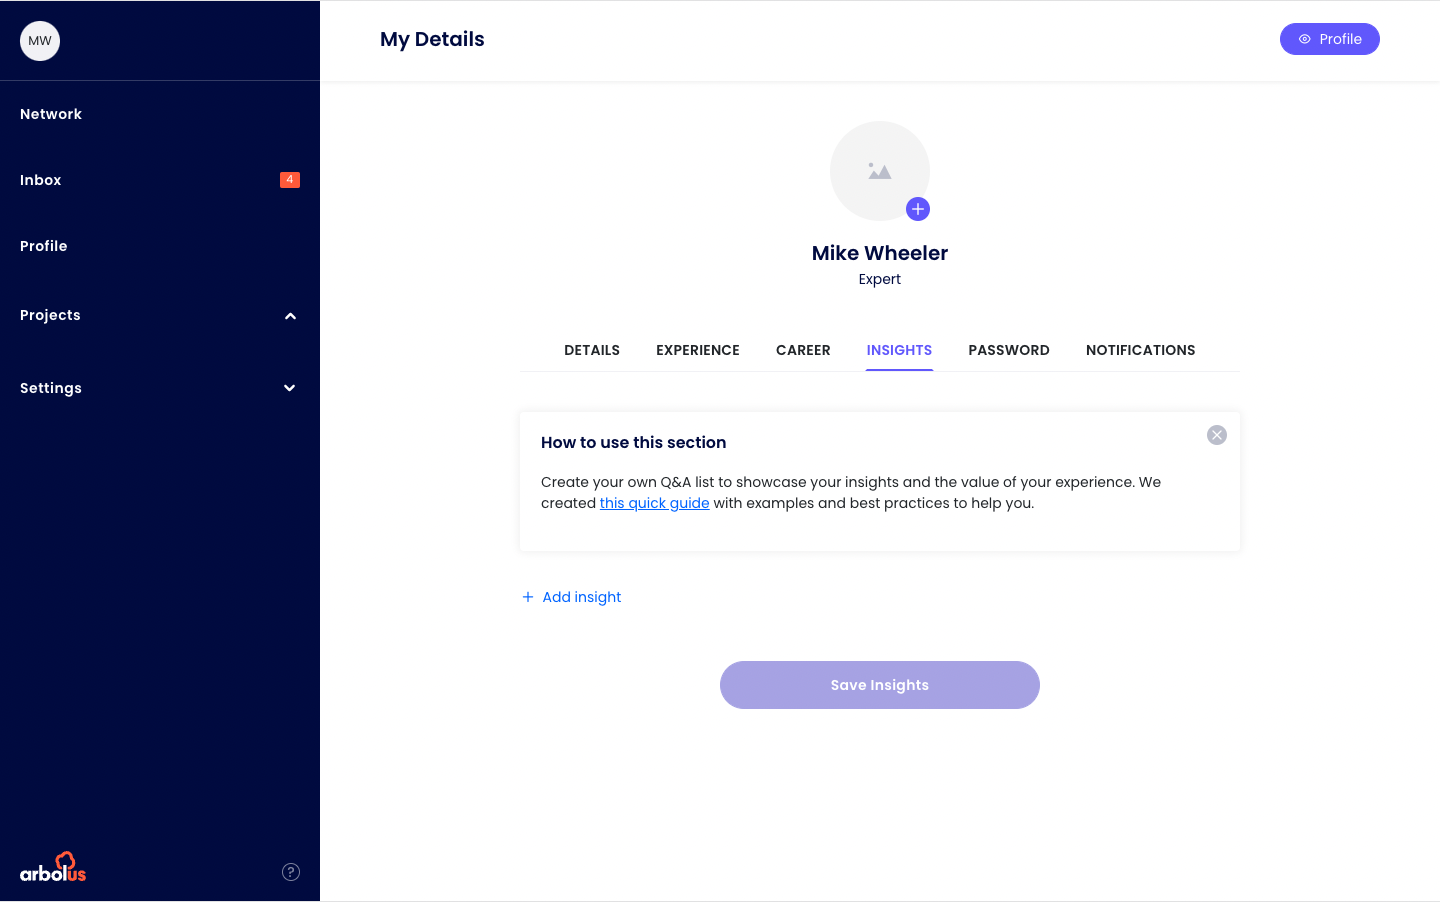 MW
My Details
Profile
Network
Inbox
4
Profile
Projects
Settings
Mike Wheeler
Expert
DETAILS
EXPERIENCE
CAREER
INSIGHTS
PASSWORD
NOTIFICATIONS
How to use this section
Create your own Q&A list to showcase your insights and the value of your experience. We
created this quick guide with examples and best practices to help you.
Add insight
Save Insights
arbolus
?